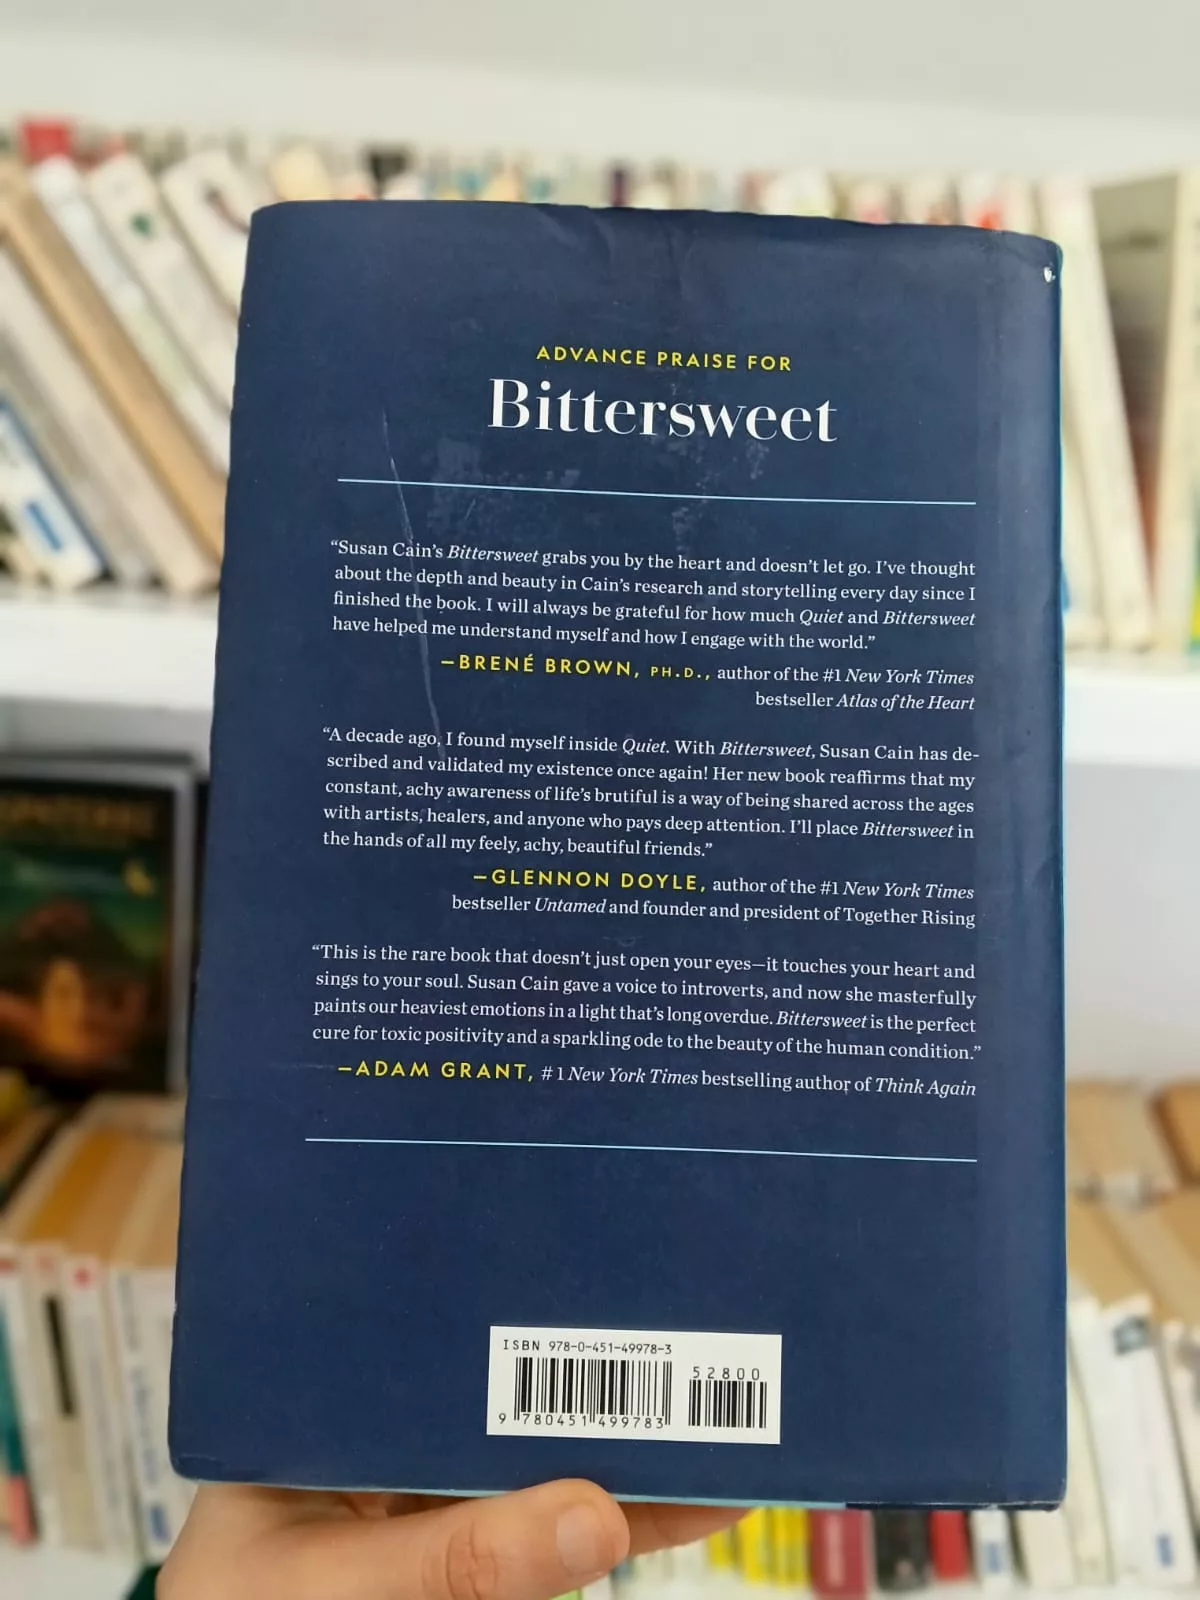 ADVANCE PRAISE FOR
Bittersweet
“Susan Cain’s Bittersweet grabs you by the heart and doesn’t let go. I’ve thought
about the depth and beauty in Cain’s research and storytelling every day since I
finished the book. I will always be grateful for how much Quiet and Bittersweet
have helped me understand myself and how I engage with the world.”
—BRENÉ BROWN, PH.D., author of the #1 New York Times
bestseller Atlas of the Heart
“A decade ago, I found myself inside Quiet. With Bittersweet, Susan Cain has de-
scribed and validated my existence once again! Her new book reaffirms that my
constant, achy awareness of life’s brutiful is a way of being shared across the ages
with artists, healers, and anyone who pays deep attention. I’ll place Bittersweet in
the hands of all my feely, achy, beautiful friends.”
—GLENNON DOYLE, author of the #1 New York Times
bestseller Untamed and founder and president of Together Rising
“This is the rare book that doesn’t just open your eyes—it touches your heart and
sings to your soul. Susan Cain gave a voice to introverts, and now she masterfully
paints our heaviest emotions in a light that’s long overdue. Bittersweet is the perfect
cure for toxic positivity and a sparkling ode to the beauty of the human condition.”
—ADAM GRANT, #1 New York Times bestselling author of Think Again
ISBN 978-0-451-49978-3
52800
9 780451 499783